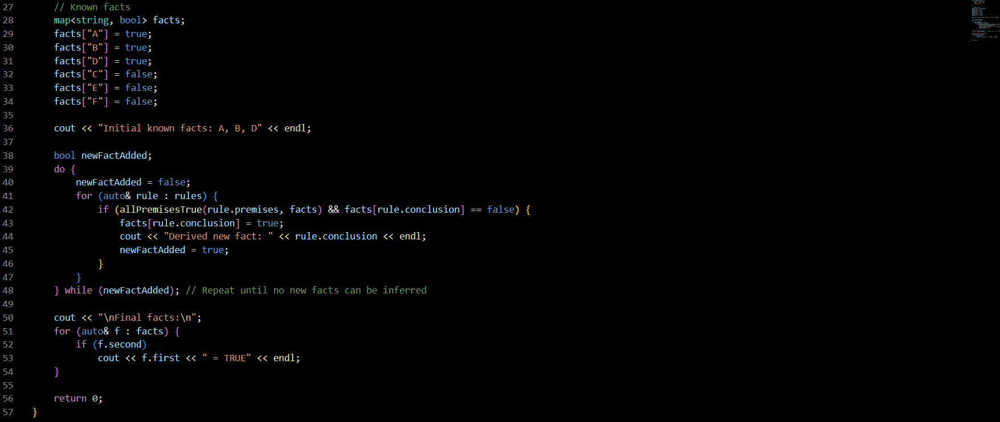 27 // Known facts
28 map<string, bool> facts;
29 facts["A"] = true;
30 facts["B"] = true;
31 facts["D"] = true;
32 facts["C"] = false;
33 facts["E"] = false;
34 facts["F"] = false;
35
36 cout << "Initial known facts: A, B, D" << endl;
37
38 bool newFactAdded;
39 do {
40 newFactAdded = false;
41 for (auto& rule : rules) {
42 if (allPremisesTrue(rule.premises, facts) && facts[rule.conclusion] == false) {
43 facts[rule.conclusion] = true;
44 cout << "Derived new fact: " << rule.conclusion << endl;
45 newFactAdded = true;
46 }
47 }
48 } while (newFactAdded); // Repeat until no new facts can be inferred
49
50 cout << "\nFinal facts:\n";
51 for (auto& f : facts) {
52 if (f.second)
53 cout << f.first << " = TRUE" << endl;
54 }
55
56 return 0;
57 }